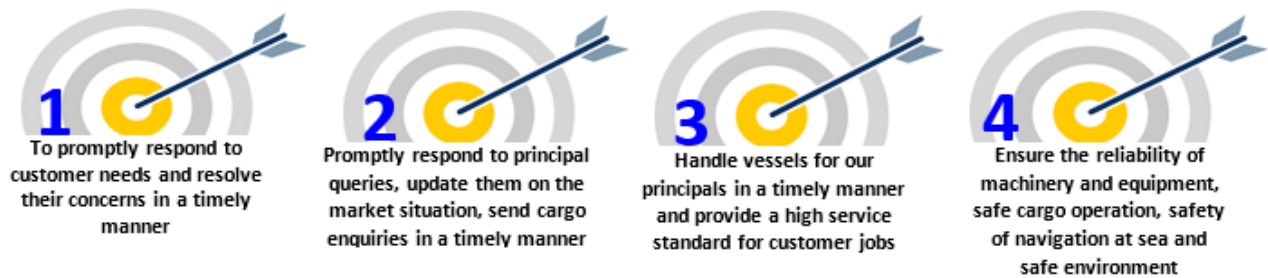 1
To promptly respond to
customer needs and resolve
their concerns in a timely
manner
2
Promptly respond to principal
queries, update them on the
market situation, send cargo
enquiries in a timely manner
3
Handle vessels for our
principals in a timely manner
and provide a high service
standard for customer jobs
4
Ensure the reliability of
machinery and equipment,
safe cargo operation, safety
of navigation at sea and
safe environment